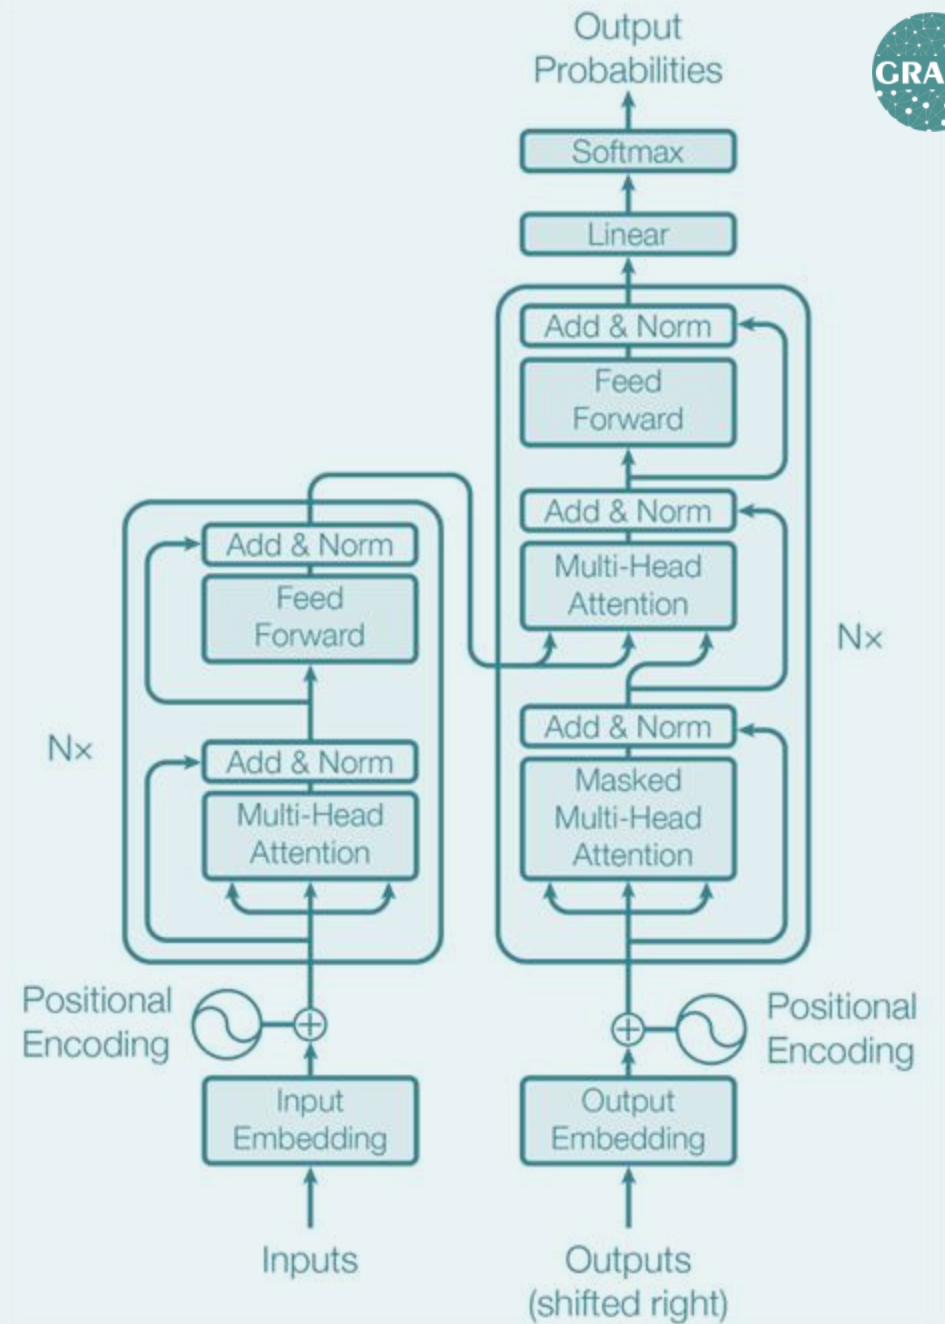 Output
Probabilities
GRA
Softmax
Linear
Add & Norm
Feed
Forward
Add & Norm
Multi-Head
Attention
Nx
Add & Norm
Masked
Multi-Head
Attention
Add & Norm
Feed
Forward
Nx
Add & Norm
Multi-Head
Attention
Positional
Encoding
Positional
Encoding
Input
Embedding
Output
Embedding
Inputs
Outputs
(shifted right)